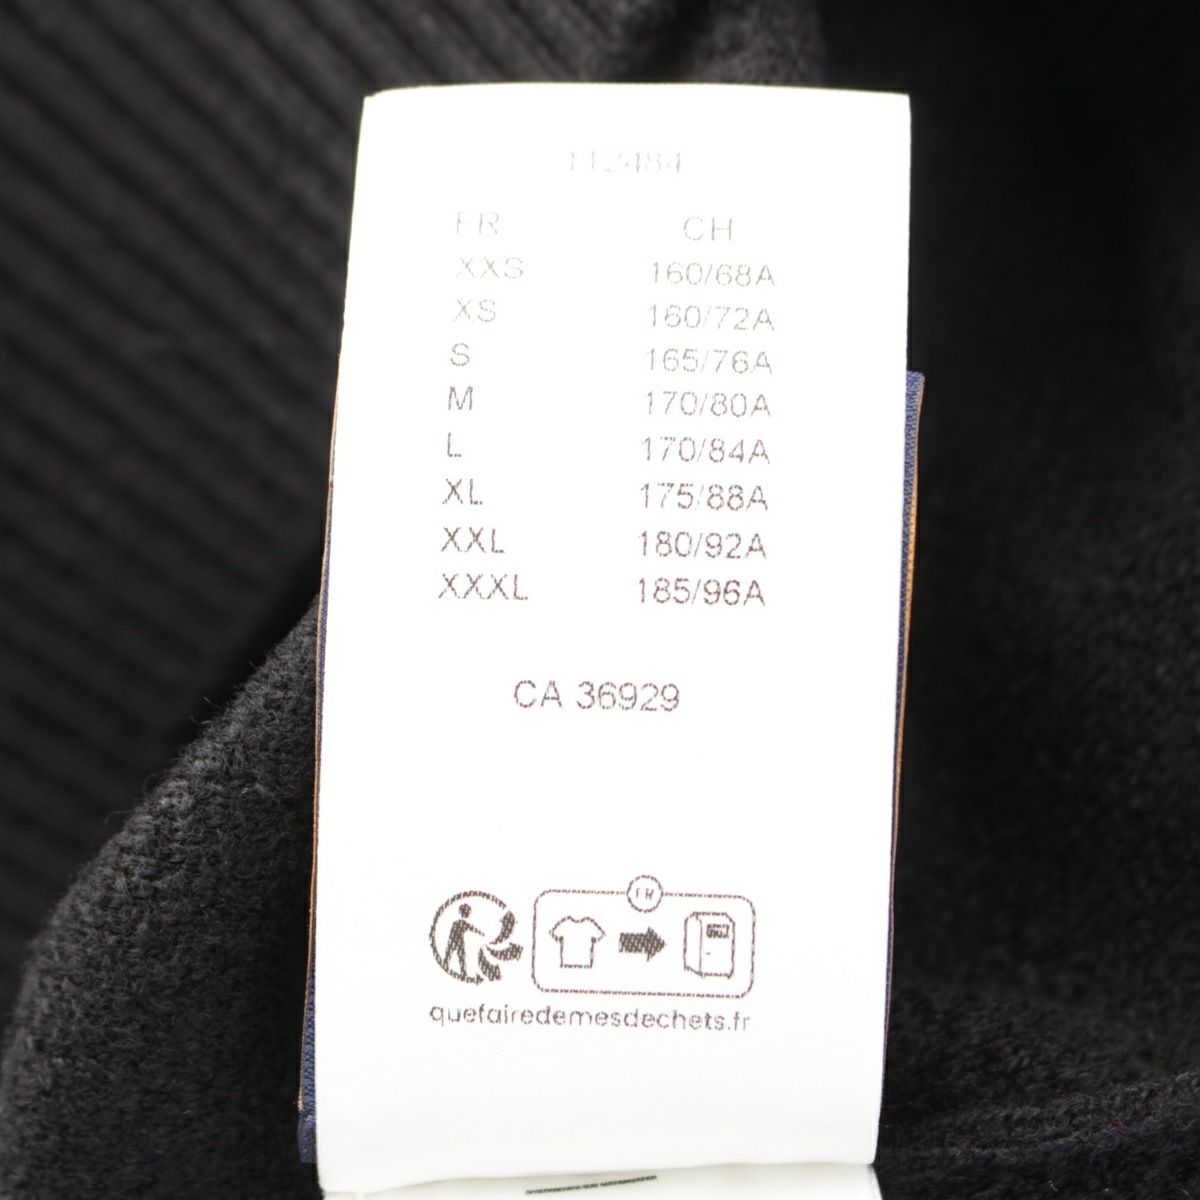 112484
FR CH
XXS 160/68A
XS 160/72A
S 165/76A
M 170/80A
L 170/84A
XL 175/88A
XXL 180/92A
XXXL 185/96A
CA 36929
FR
quefairedemesdechets.fr